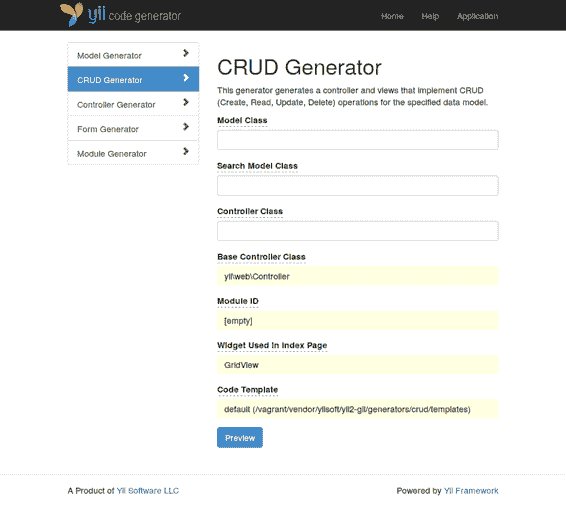 yii code generator
Home Help Application
Model Generator
CRUD Generator
Controller Generator
Form Generator
Module Generator
CRUD Generator
This generator generates a controller and views that implement CRUD
(Create, Read, Update, Delete) operations for the specified data model.
Model Class
Search Model Class
Controller Class
Base Controller Class
yii\web\Controller
Module ID
[empty]
Widget Used in Index Page
GridView
Code Template
default (/vagrant/vendor/yiisoft/yii2-gii/generators/crud/templates)
Preview
A Product of Yii Software LLC
Powered by Yii Framework